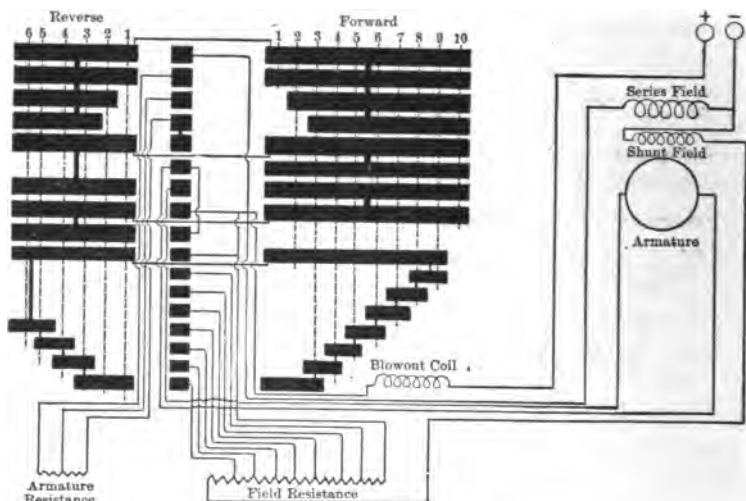 Reverse
Forward
6 5 4 3 2 1
1 2 3 4 5 6 7 8 9 10
+ −
Series Field
Shunt Field
Armature
Blowout Coil
Armature
Resistance
Field Resistance